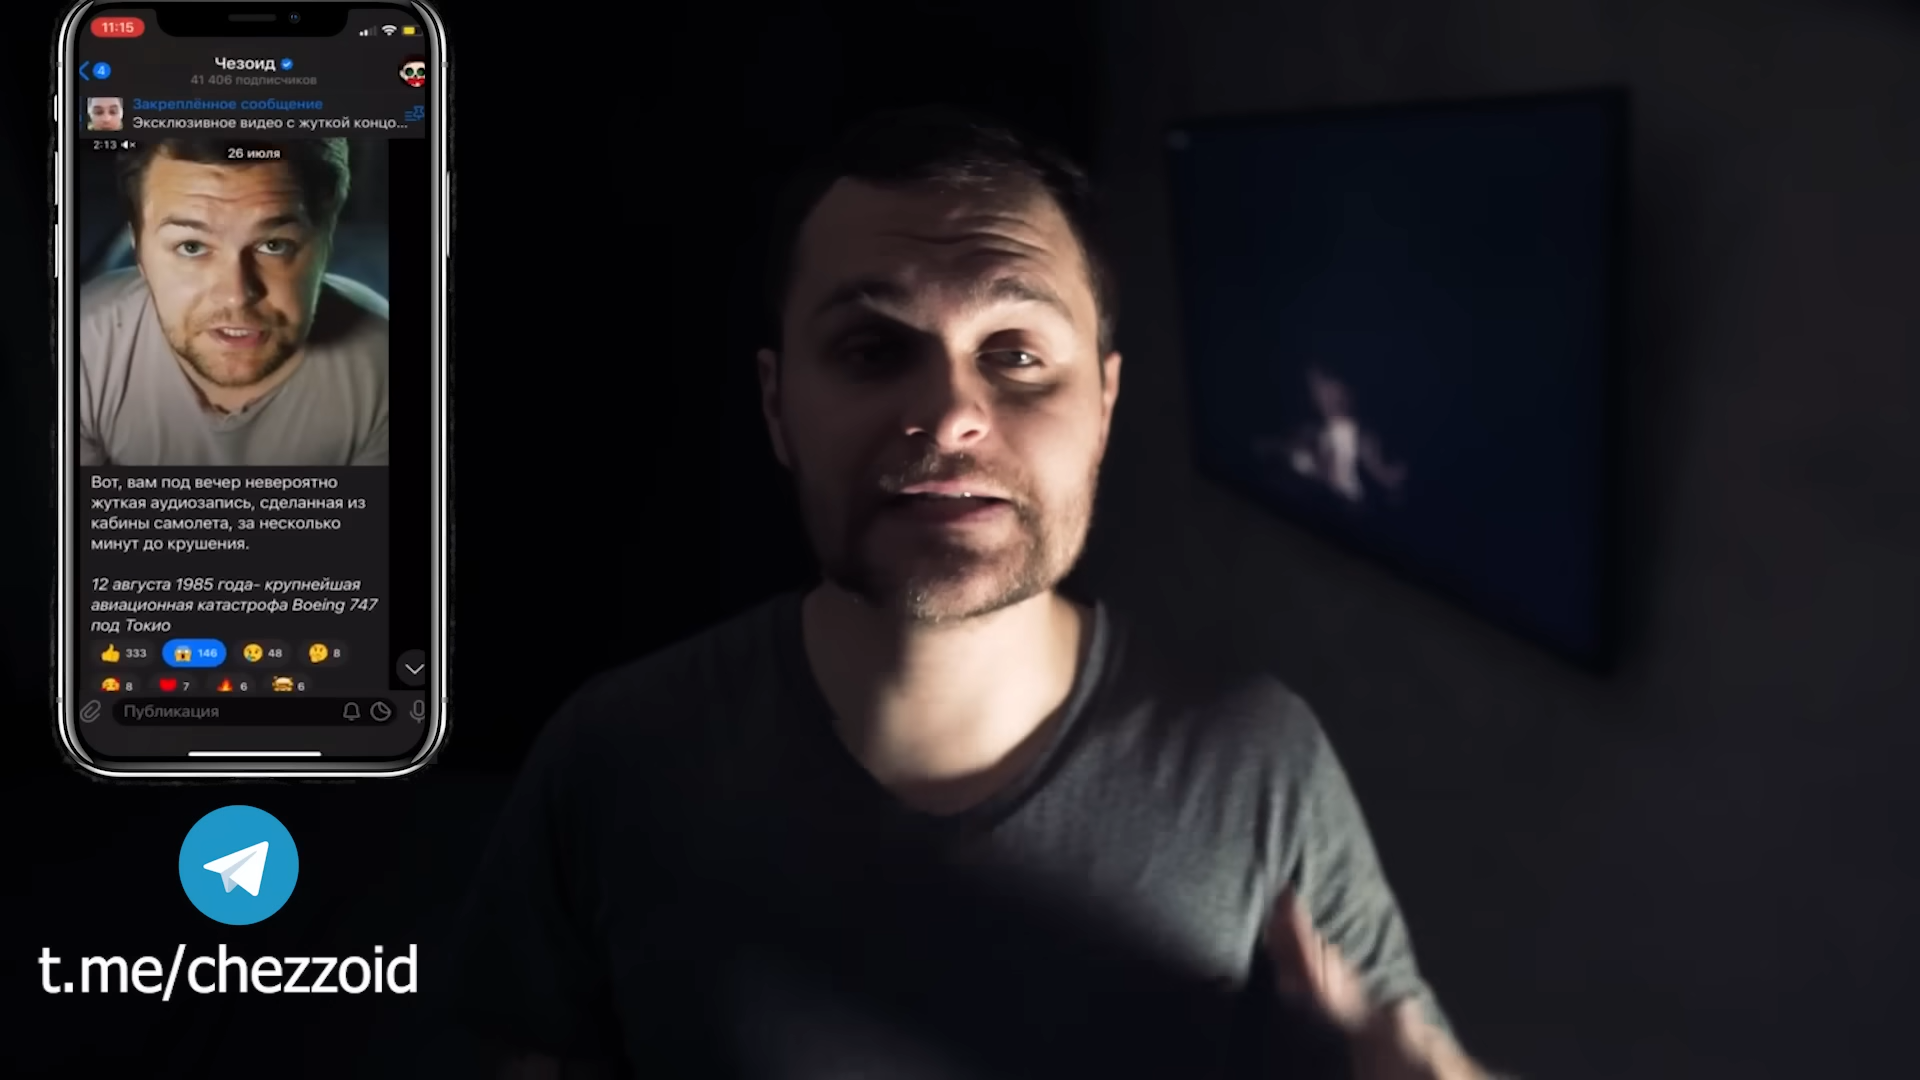 11:15
4
Чезоид
41 406 подписчиков
Закреплённое сообщение
Эксклюзивное видео с жуткой концо...
2:13
26 июля
Вот, вам под вечер невероятно
жуткая аудиозапись, сделанная из
кабины самолета, за несколько
минут до крушения.
12 августа 1985 года- крупнейшая
авиационная катастрофа Boeing 747
под Токио
333 146 48 8
8 7 6 6
Публикация
t.me/chezzoid